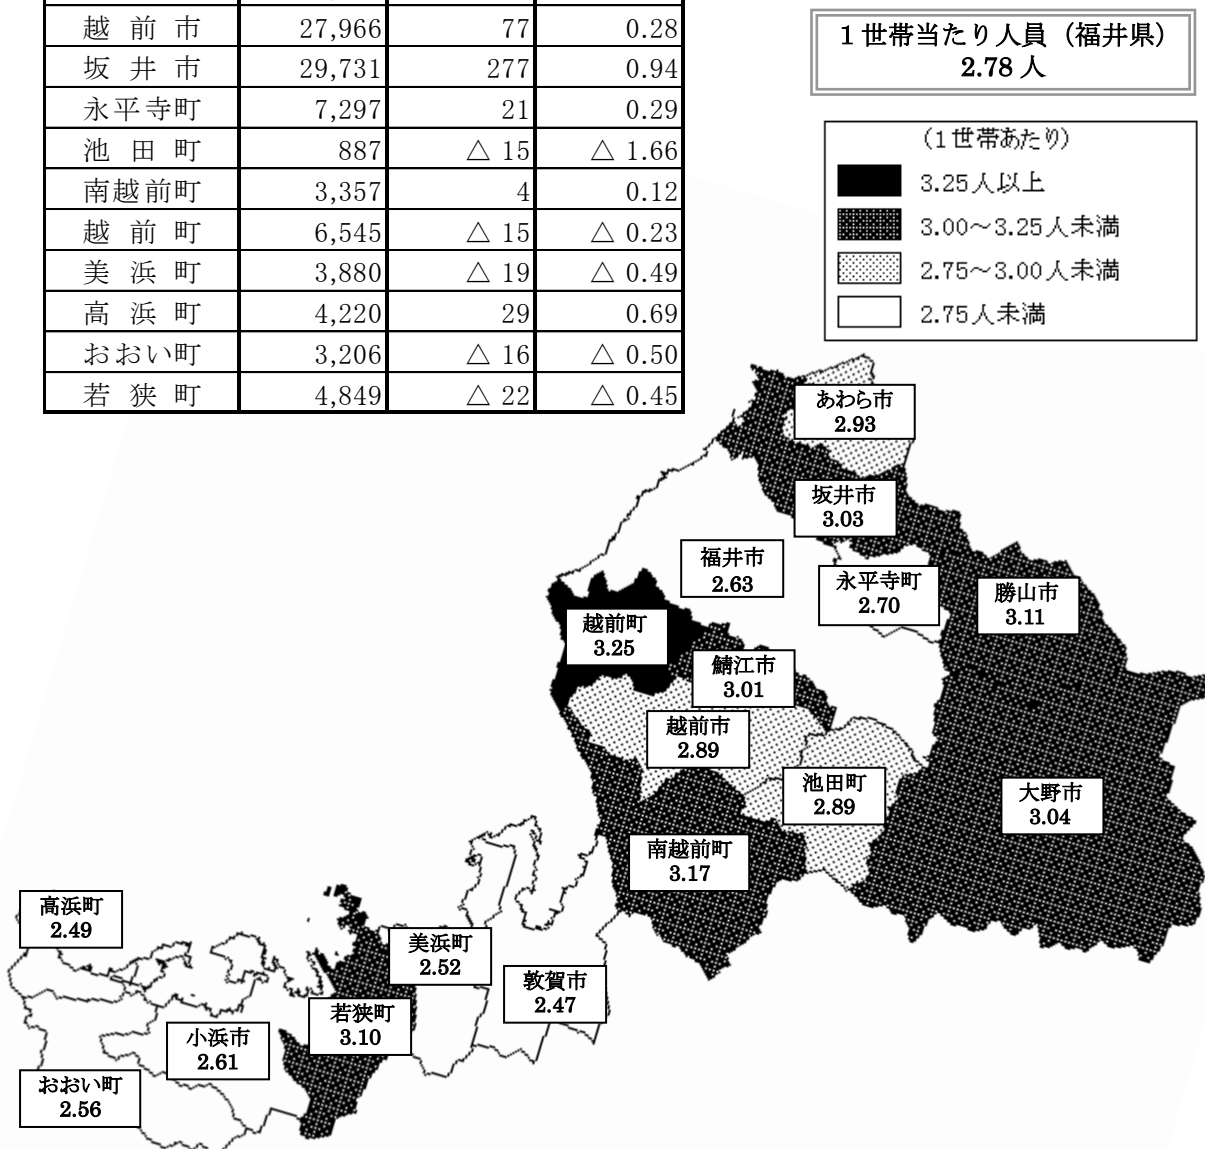 越前市 27,966 77 0.28
坂井市 29,731 277 0.94
永平寺町 7,297 21 0.29
池田町 887 △ 15 △ 1.66
南越前町 3,357 4 0.12
越前町 6,545 △ 15 △ 0.23
美浜町 3,880 △ 19 △ 0.49
高浜町 4,220 29 0.69
おおい町 3,206 △ 16 △ 0.50
若狭町 4,849 △ 22 △ 0.45
１世帯当たり人員（福井県）
2.78 人
(1世帯あたり)
3.25人以上
3.00～3.25人未満
2.75～3.00人未満
2.75人未満
あわら市
2.93
坂井市
3.03
福井市
2.63
永平寺町
2.70
勝山市
3.11
越前町
3.25
鯖江市
3.01
越前市
2.89
池田町
2.89
大野市
3.04
南越前町
3.17
高浜町
2.49
美浜町
2.52
敦賀市
2.47
若狭町
3.10
小浜市
2.61
おおい町
2.56